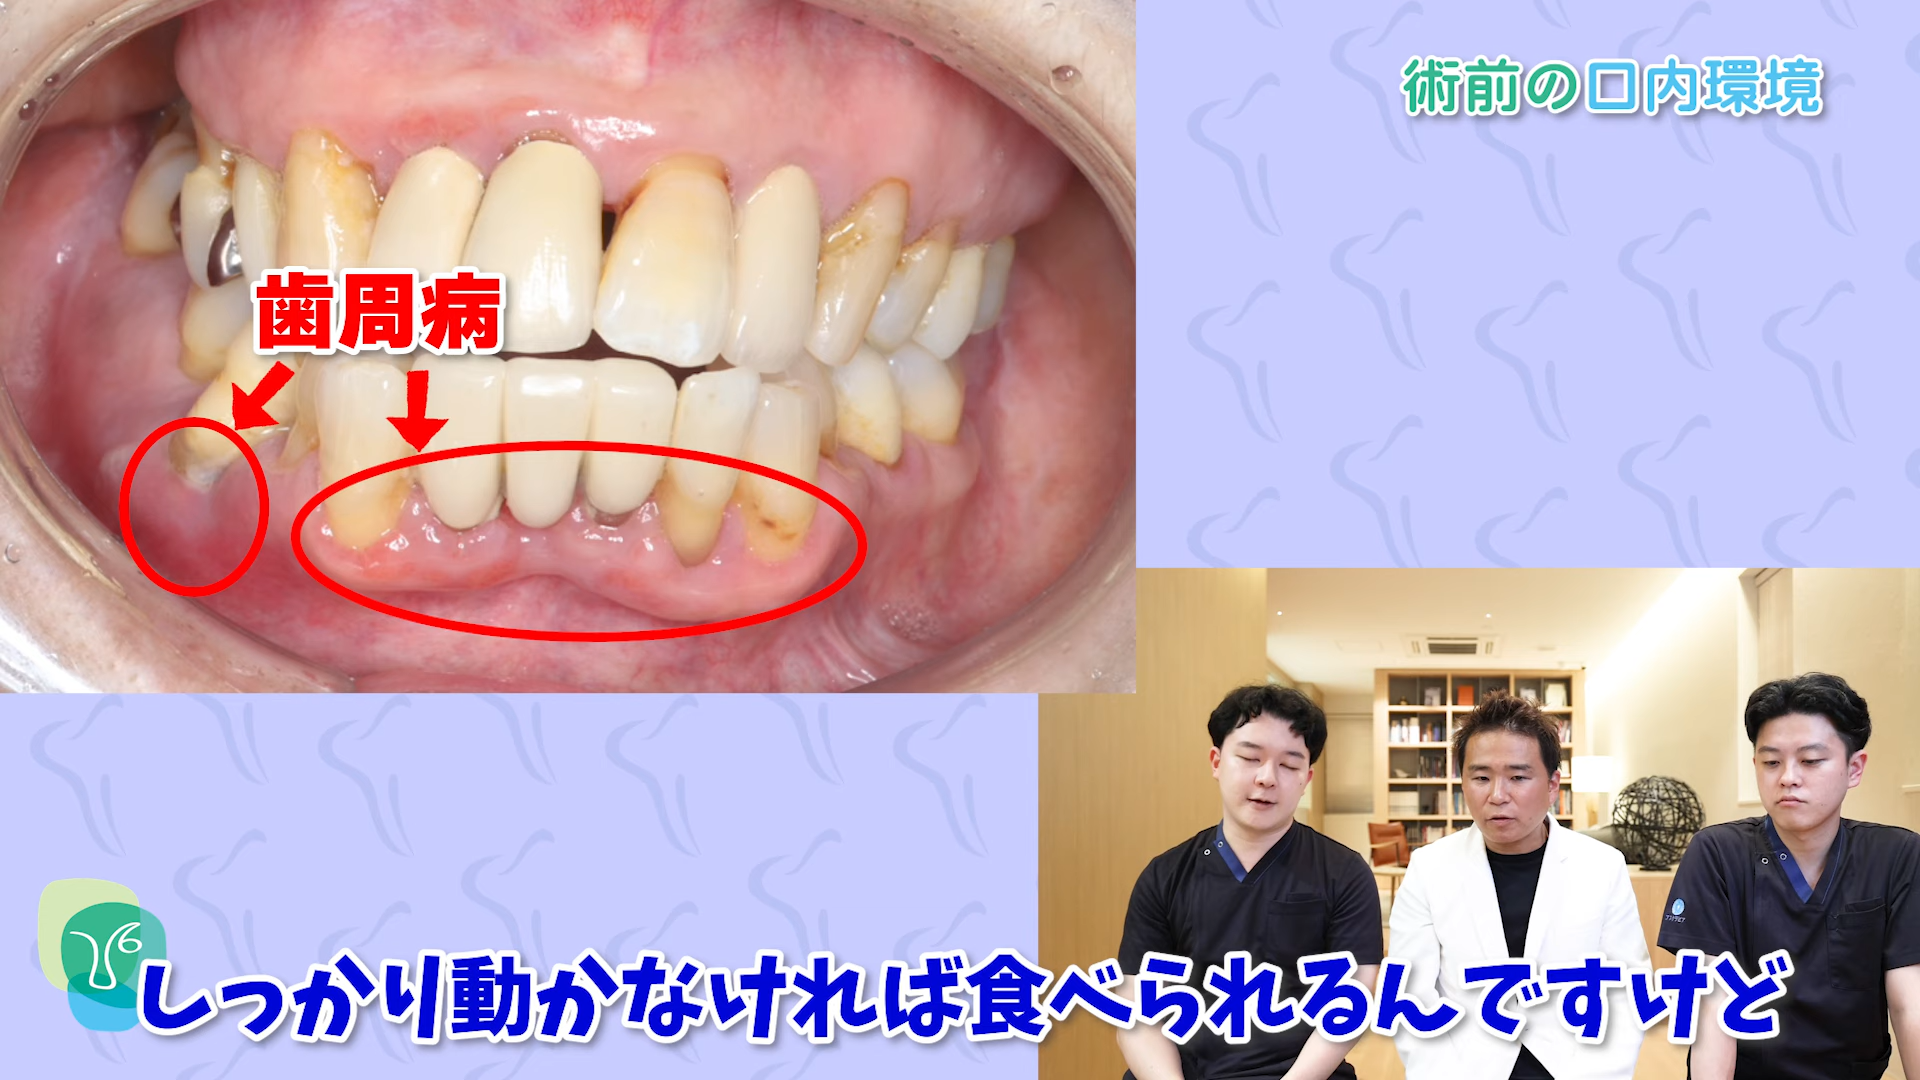 術前の口内環境
歯周病
しっかり動かなければ食べられるんですけど